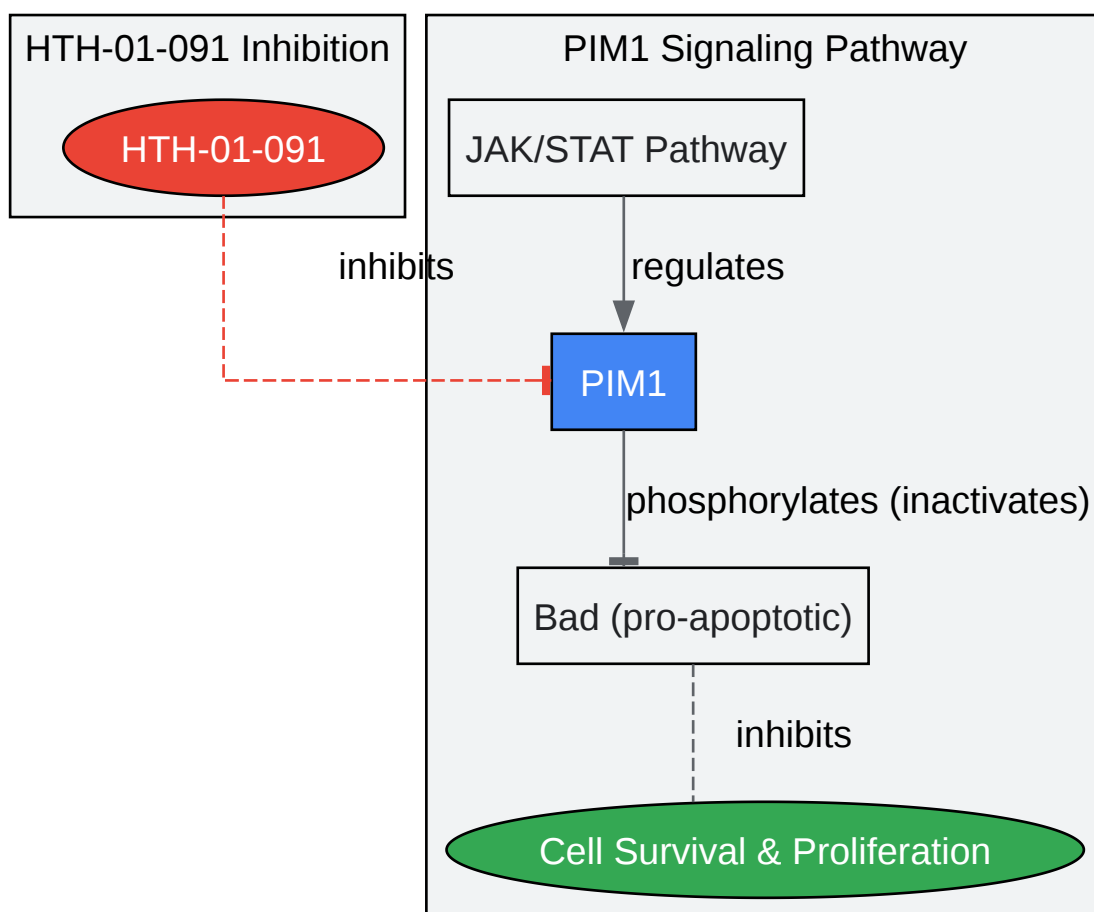 HTH-01-091 Inhibition
HTH-01-091
inhibits
PIM1 Signaling Pathway
JAK/STAT Pathway
regulates
PIM1
phosphorylates (inactivates)
Bad (pro-apoptotic)
inhibits
Cell Survival & Proliferation